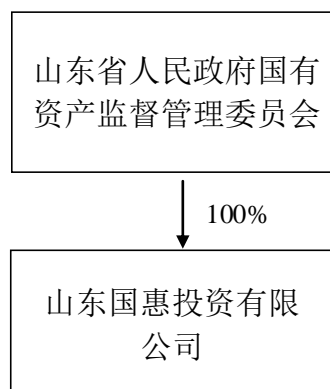 山东省人民政府国有
资产监督管理委员会
100%
山东国惠投资有限
公司